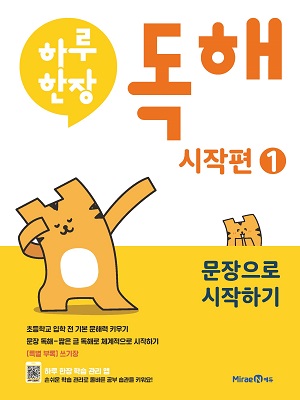 하루
한장
독해
시작편 1
문장으로
시작하기
초등학교 입학 전 기본 문해력 키우기
문장 독해~짧은 글 독해로 체계적으로 시작하기
[특별 부록] 쓰기장
하루 한장 학습 관리 앱
손쉬운 학습 관리로 올바른 공부 습관을 키워요!
Mirae N 에듀